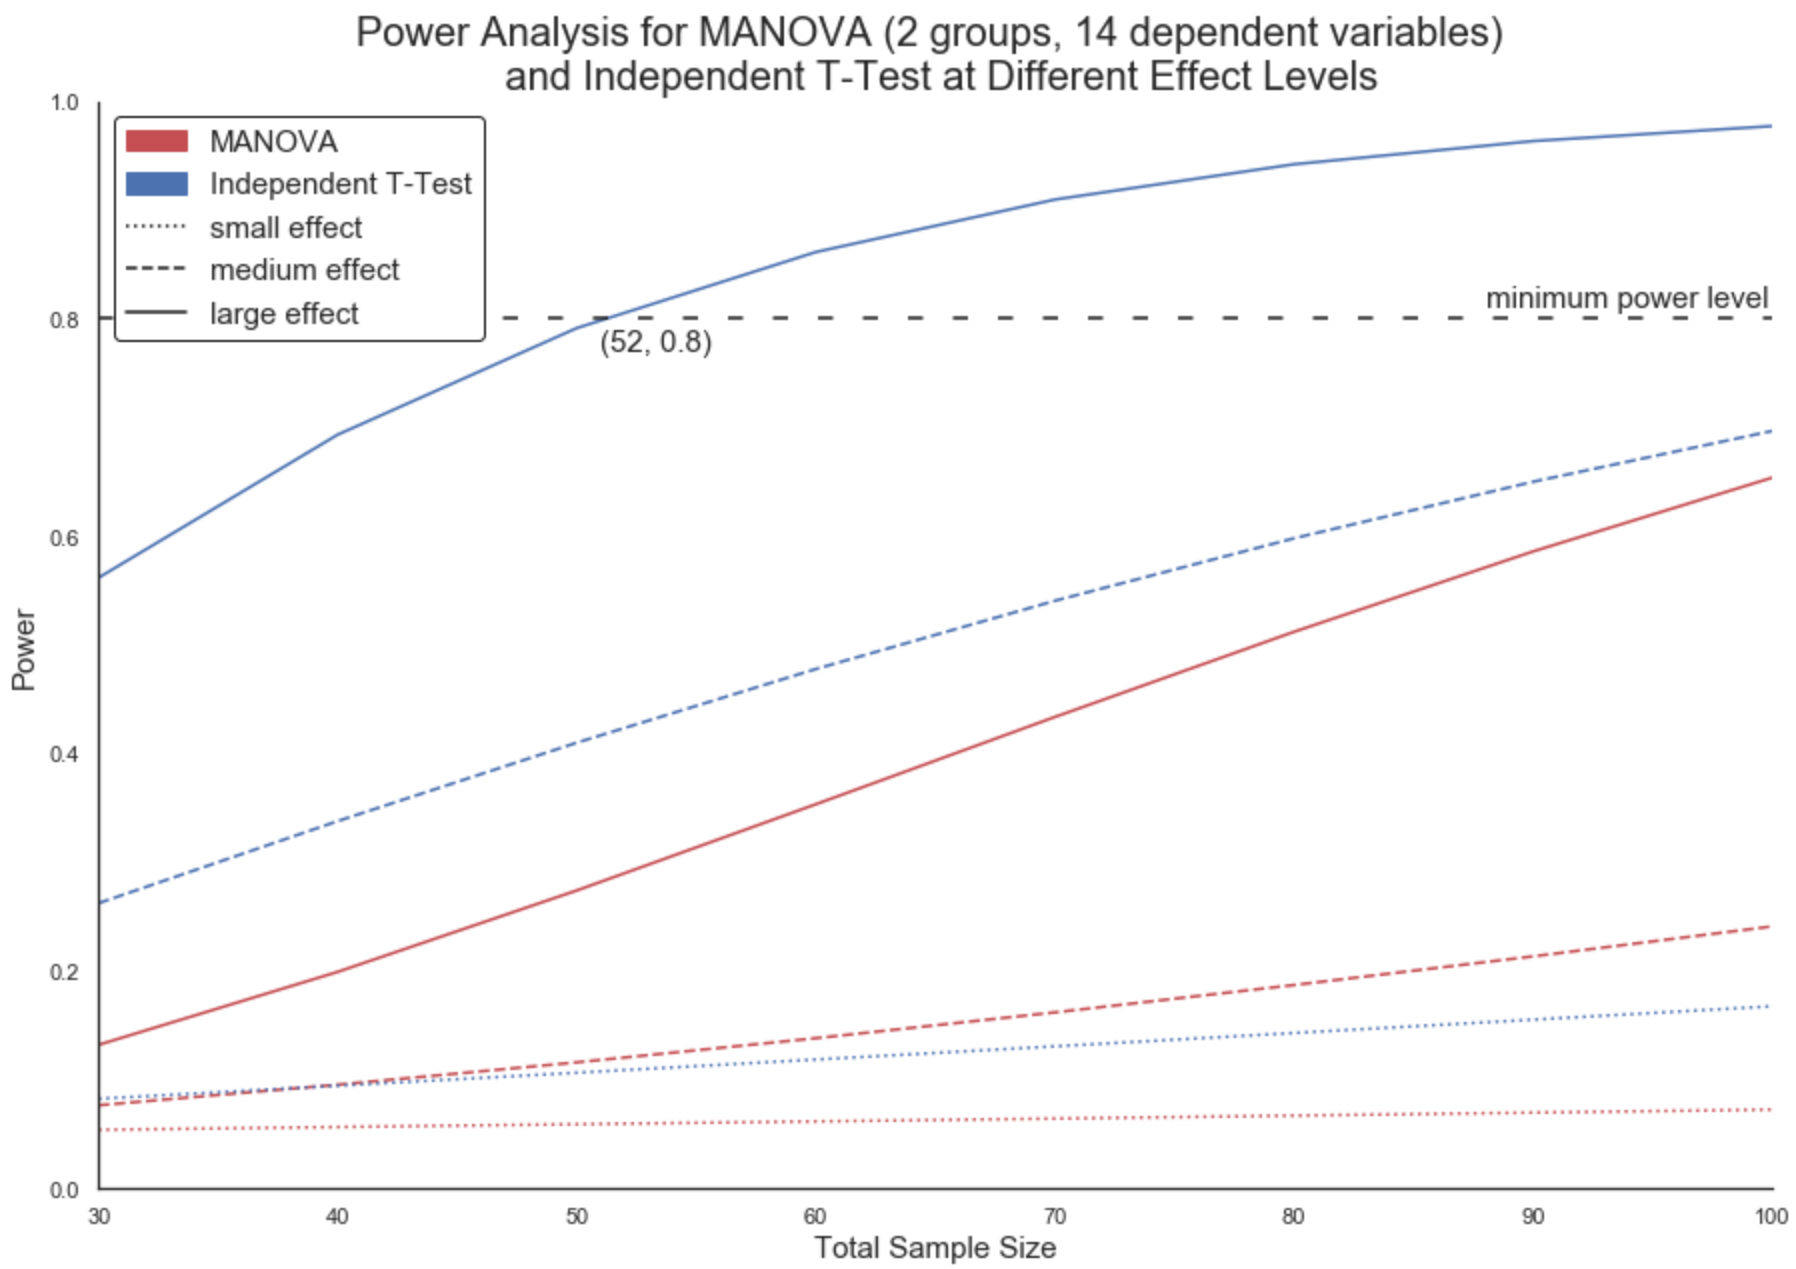 Power Analysis for MANOVA (2 groups, 14 dependent variables)
and Independent T-Test at Different Effect Levels
1.0
MANOVA
Independent T-Test
small effect
medium effect
large effect
minimum power level
0.8
(52, 0.8)
0.6
Power
0.4
0.2
0.0
30 40 50 60 70 80 90 100
Total Sample Size